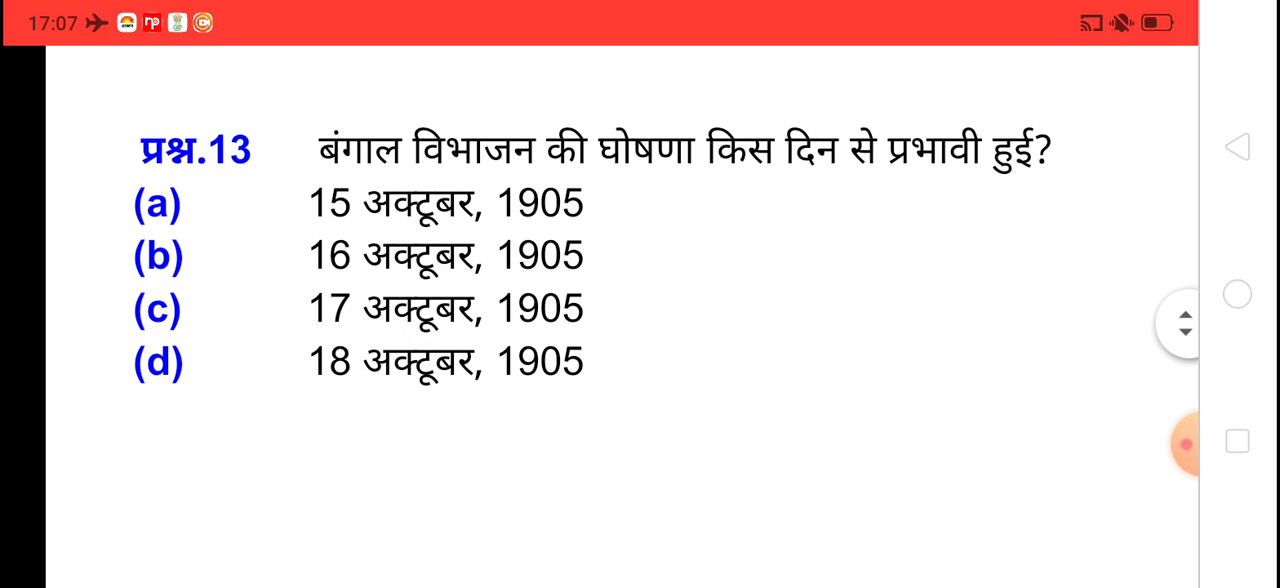 17:07 np
प्रश्न.13 बंगाल विभाजन की घोषणा किस दिन से प्रभावी हुई?
(a) 15 अक्टूबर, 1905
(b) 16 अक्टूबर, 1905
(c) 17 अक्टूबर, 1905
(d) 18 अक्टूबर, 1905